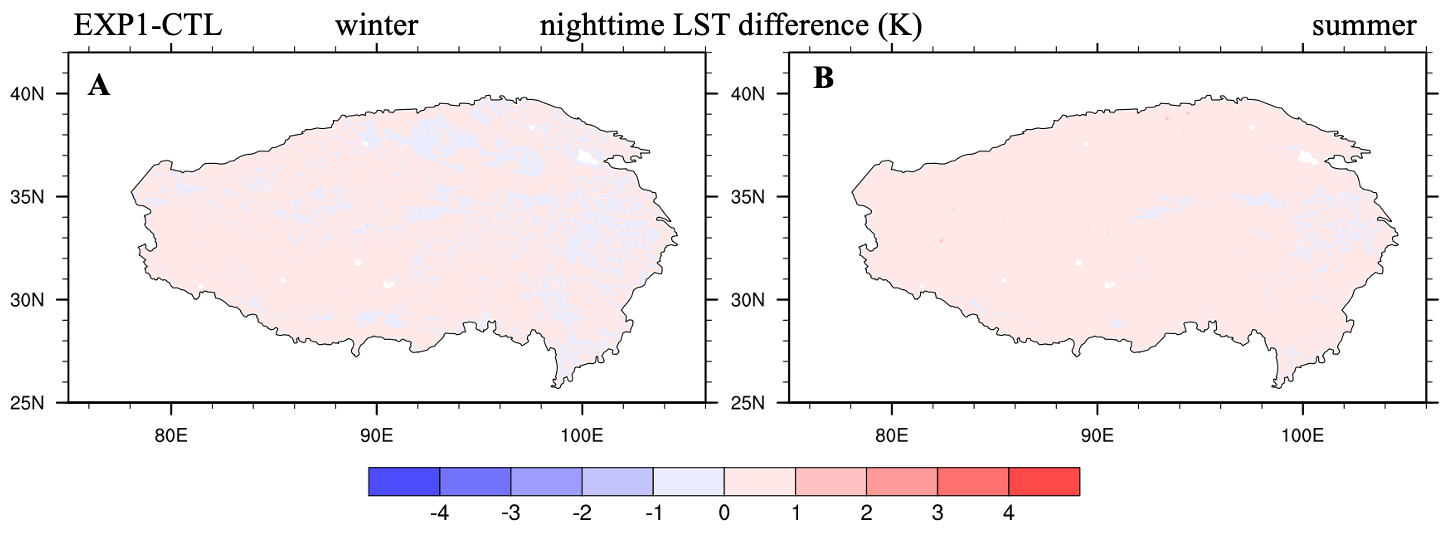 EXP1-CTL winter nighttime LST difference (K) summer
A B
40N 40N
35N 35N
30N 30N
25N 25N
80E 90E 100E 80E 90E 100E
-4 -3 -2 -1 0 1 2 3 4